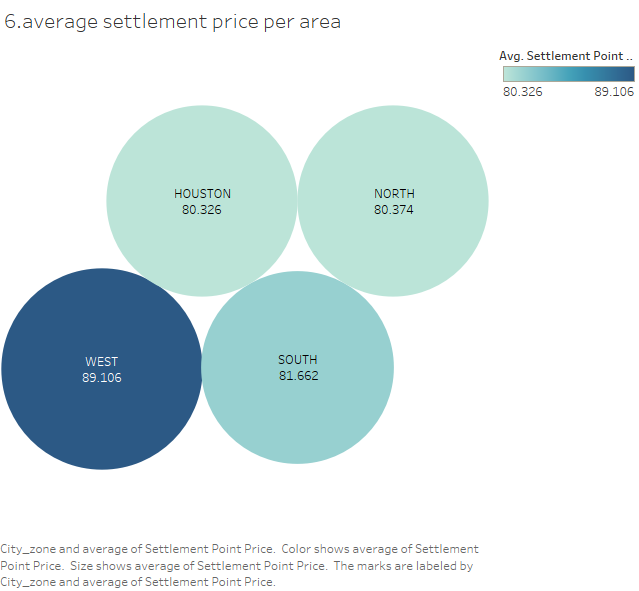 6.average settlement price per area
Avg. Settlement Point ..
80.326 89.106
HOUSTON
80.326
NORTH
80.374
WEST
89.106
SOUTH
81.662
City_zone and average of Settlement Point Price.  Color shows average of Settlement
Point Price.  Size shows average of Settlement Point Price.  The marks are labeled by
City_zone and average of Settlement Point Price.